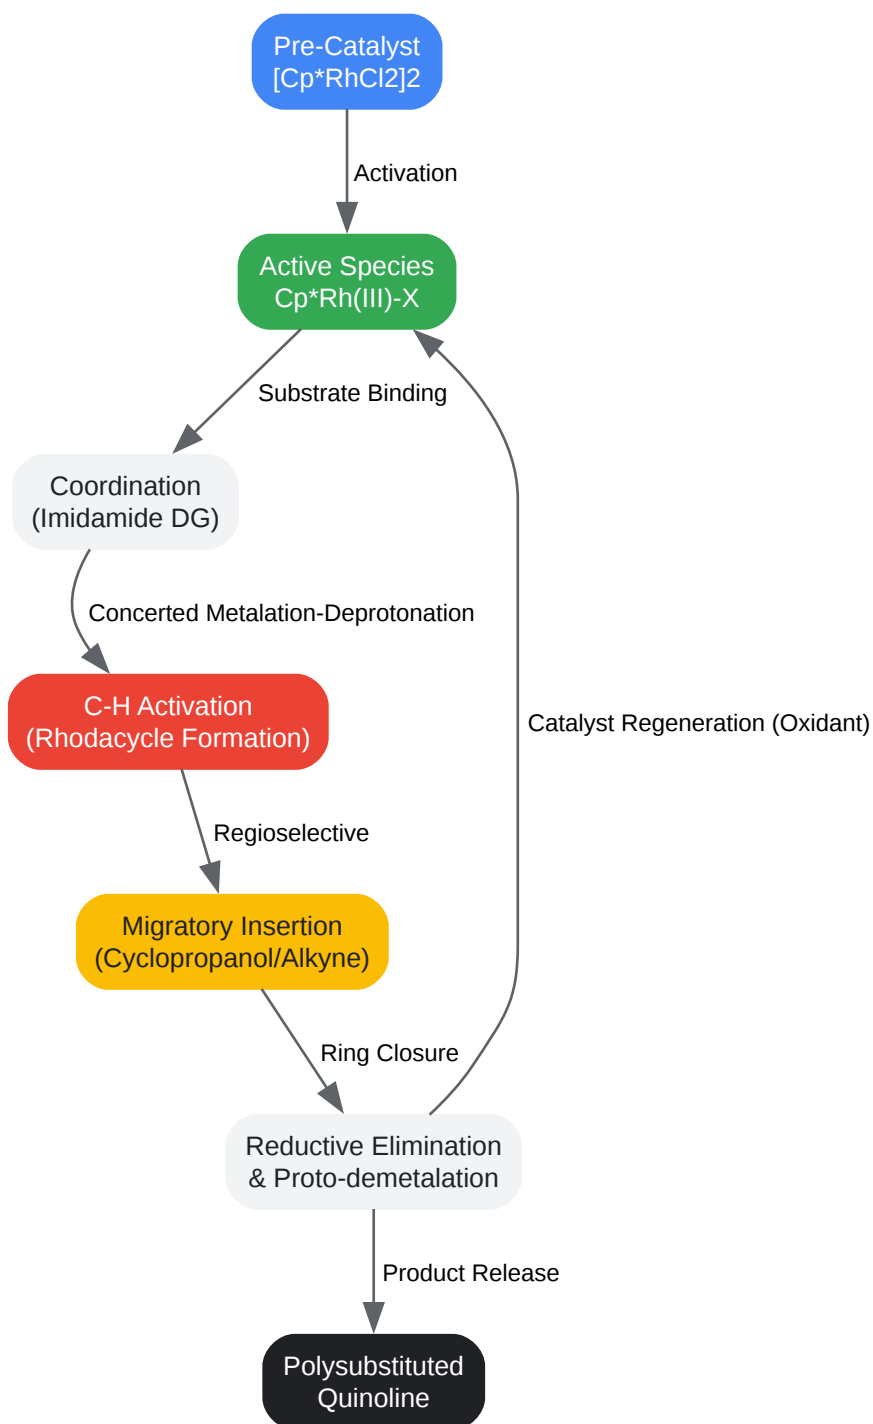 Pre-Catalyst
[Cp*RhCl2]2
Activation
Active Species
Cp*Rh(III)-X
Substrate Binding
Coordination
(Imidamide DG)
Concerted Metalation-Deprotonation
C-H Activation
(Rhodacycle Formation)
Catalyst Regeneration (Oxidant)
Regioselective
Migratory Insertion
(Cyclopropanol/Alkyne)
Ring Closure
Reductive Elimination
& Proto-demetalation
Product Release
Polysubstituted
Quinoline